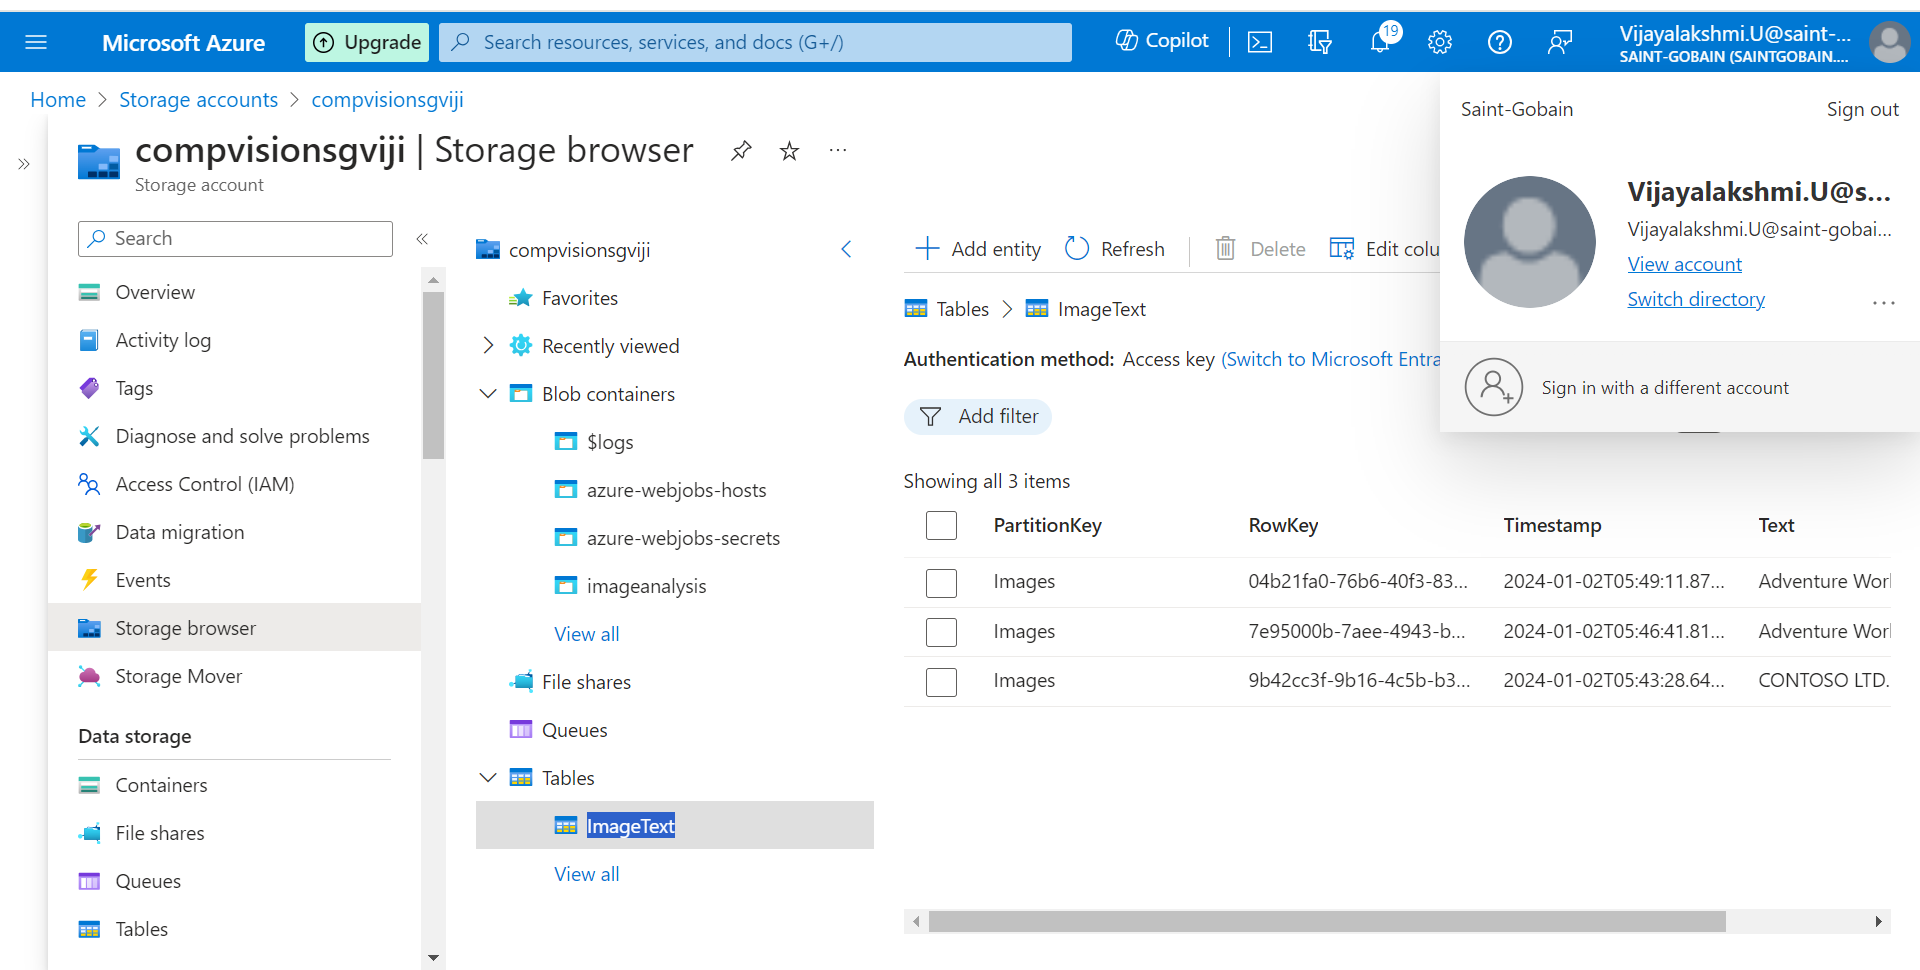 Microsoft Azure
Upgrade
Search resources, services, and docs (G+/)
Copilot
19
Vijayalakshmi.U@saint-...
SAINT-GOBAIN (SAINTGOBAIN....
Home > Storage accounts > compvisionsgviji
compvisionsgviji | Storage browser
Storage account
Saint-Gobain
Sign out
Vijayalakshmi.U@s...
Vijayalakshmi.U@saint-gobai...
View account
Switch directory
Sign in with a different account
Search
Overview
Activity log
Tags
Diagnose and solve problems
Access Control (IAM)
Data migration
Events
Storage browser
Storage Mover
Data storage
Containers
File shares
Queues
Tables
compvisionsgviji
Favorites
Recently viewed
Blob containers
$logs
azure-webjobs-hosts
azure-webjobs-secrets
imageanalysis
View all
File shares
Queues
Tables
ImageText
View all
Add entity Refresh Delete Edit colu
Tables > ImageText
Authentication method: Access key (Switch to Microsoft Entra
Add filter
Showing all 3 items
PartitionKey RowKey Timestamp Text
Images 04b21fa0-76b6-40f3-83... 2024-01-02T05:49:11.87... Adventure Wor
Images 7e95000b-7aee-4943-b... 2024-01-02T05:46:41.81... Adventure Wor
Images 9b42cc3f-9b16-4c5b-b3... 2024-01-02T05:43:28.64... CONTOSO LTD.